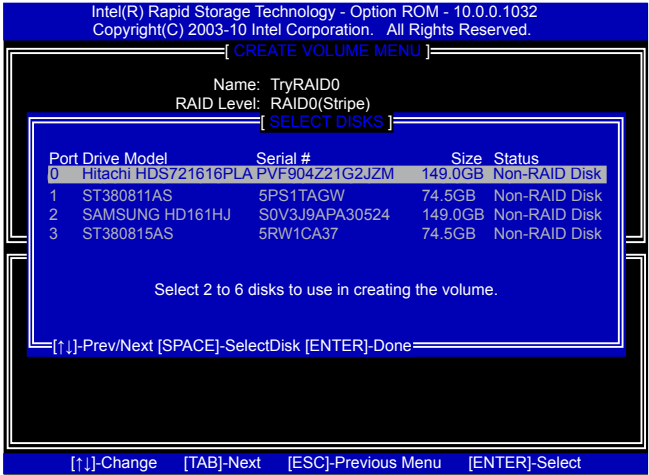 Intel(R) Rapid Storage Technology - Option ROM - 10.0.0.1032
Copyright(C) 2003-10 Intel Corporation. All Rights Reserved.
[ CREATE VOLUME MENU ]
Name: TryRAID0
RAID Level: RAID0(Stripe)
[ SELECT DISKS ]
Port Drive Model Serial # Size Status
0 Hitachi HDS721616PLA PVF904Z21G2JZM 149.0GB Non-RAID Disk
1 ST380811AS 5PS1TAGW 74.5GB Non-RAID Disk
2 SAMSUNG HD161HJ S0V3J9APA30524 149.0GB Non-RAID Disk
3 ST380815AS 5RW1CA37 74.5GB Non-RAID Disk
Select 2 to 6 disks to use in creating the volume.
[↑↓]-Prev/Next [SPACE]-SelectDisk [ENTER]-Done
[↑↓]-Change [TAB]-Next [ESC]-Previous Menu [ENTER]-Select